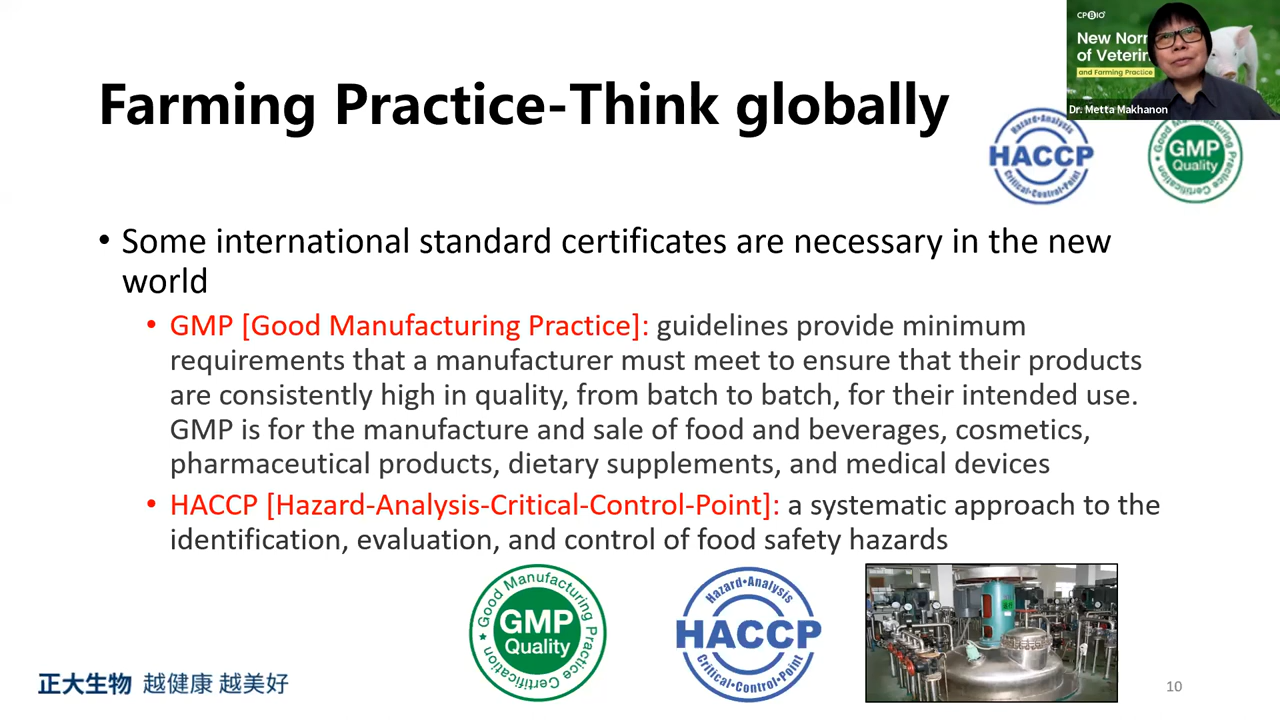 CPBIO
New Nor
of Veterin
and Farming Practice
Dr. Metta Makhanon
Farming Practice-Think globally
Hazard•Analysis
HACCP
Critical•Control•Point
GMP
Quality
Good Manufacturing Practice Certification
• Some international standard certificates are necessary in the new
world
• GMP [Good Manufacturing Practice]: guidelines provide minimum
requirements that a manufacturer must meet to ensure that their products
are consistently high in quality, from batch to batch, for their intended use.
GMP is for the manufacture and sale of food and beverages, cosmetics,
pharmaceutical products, dietary supplements, and medical devices
• HACCP [Hazard-Analysis-Critical-Control-Point]: a systematic approach to the
identification, evaluation, and control of food safety hazards
Good Manufacturing Practice Certification
GMP
Quality
Hazard•Analysis
HACCP
Critical•Control•Point
正大生物 越健康 越美好
10